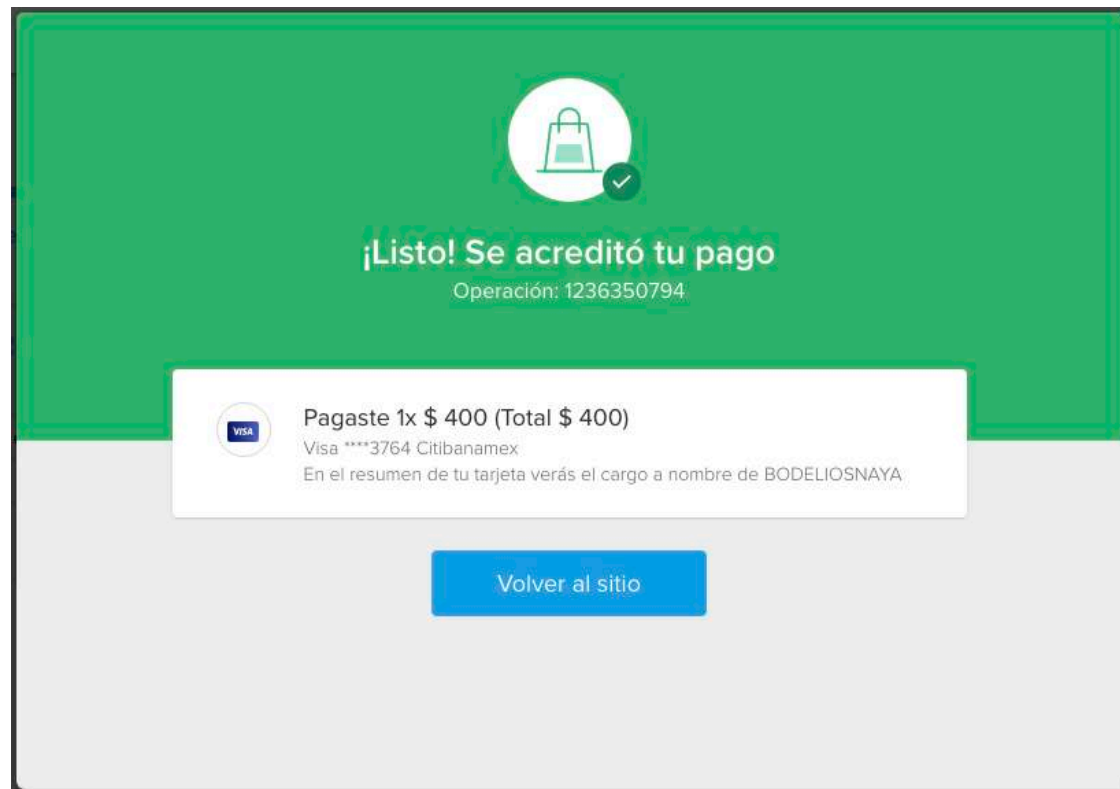 ¡Listo! Se acreditó tu pago
Operación: 1236350794
VISA
Pagaste 1x $ 400 (Total $ 400)
Visa ****3764 Citibanamex
En el resumen de tu tarjeta verás el cargo a nombre de BODELIOSNAYA
Volver al sitio